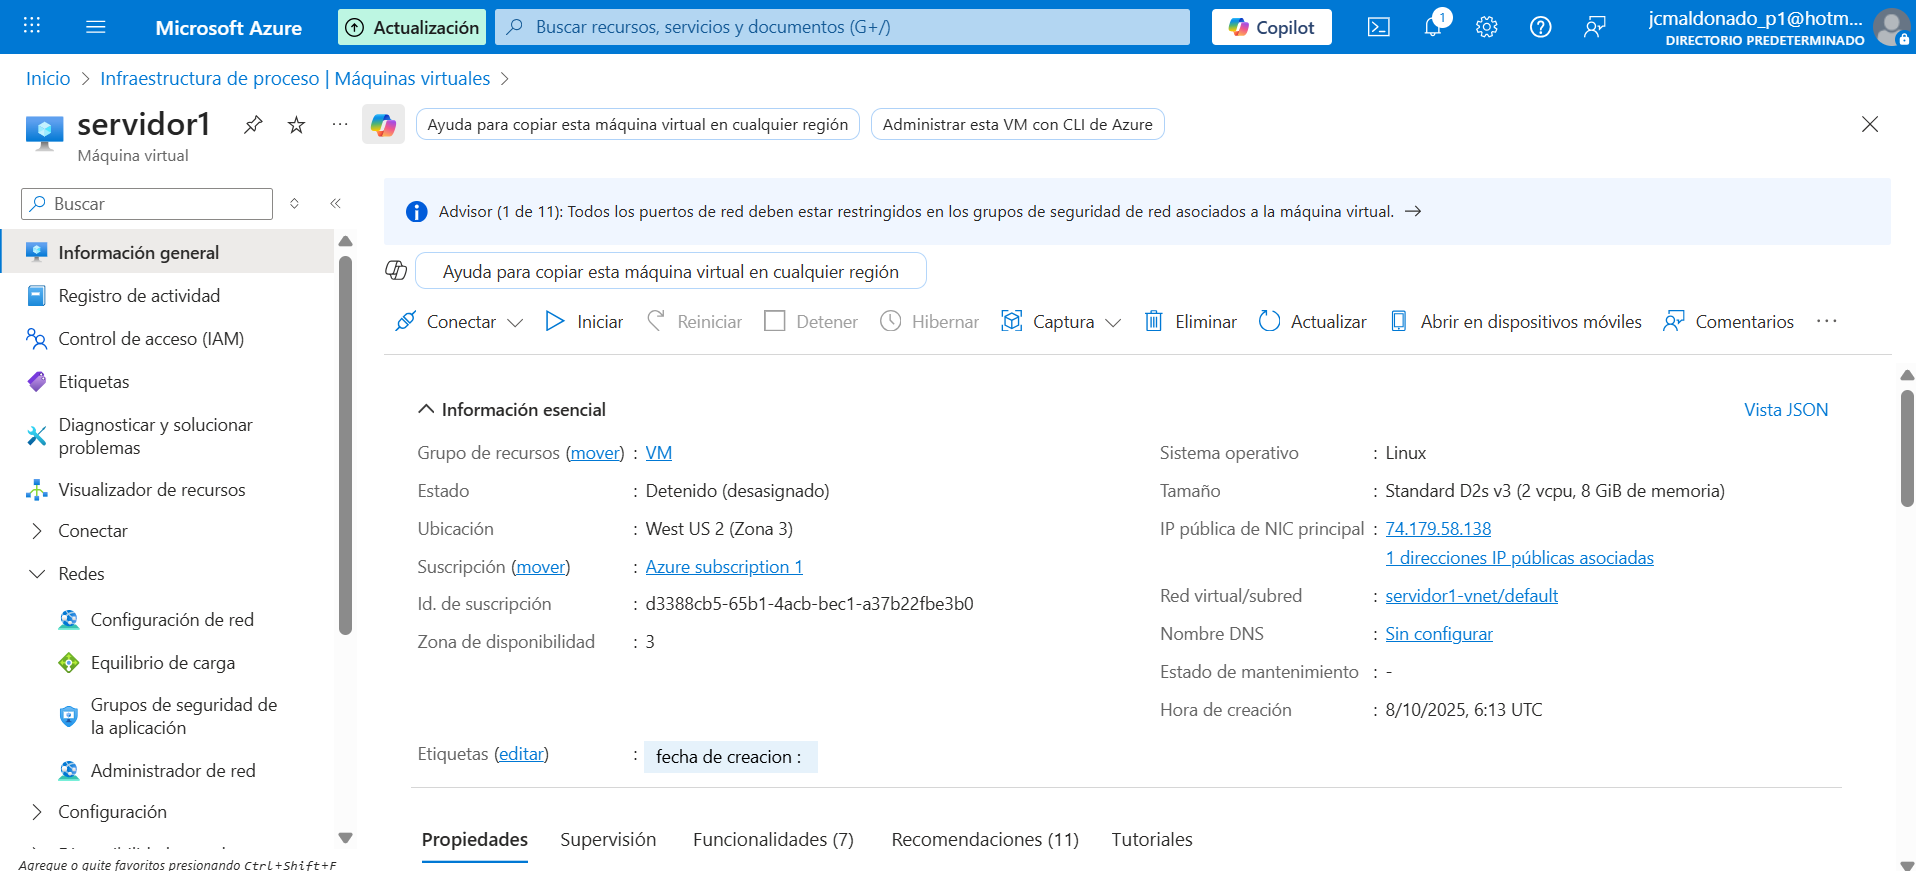 Microsoft Azure
Actualización
Buscar recursos, servicios y documentos (G+/)
Copilot
1
jcmaldonado_p1@hotm...
DIRECTORIO PREDETERMINADO
Inicio > Infraestructura de proceso | Máquinas virtuales >
servidor1
Máquina virtual
Ayuda para copiar esta máquina virtual en cualquier región
Administrar esta VM con CLI de Azure
Buscar
Información general
Registro de actividad
Control de acceso (IAM)
Etiquetas
Diagnosticar y solucionar
problemas
Visualizador de recursos
Conectar
Redes
Configuración de red
Equilibrio de carga
Grupos de seguridad de
la aplicación
Administrador de red
Configuración
Agregue o quite favoritos presionando Ctrl+Shift+F
Advisor (1 de 11): Todos los puertos de red deben estar restringidos en los grupos de seguridad de red asociados a la máquina virtual. →
Ayuda para copiar esta máquina virtual en cualquier región
Conectar Iniciar Reiniciar Detener Hibernar Captura Eliminar Actualizar Abrir en dispositivos móviles Comentarios ...
Información esencial
Vista JSON
Grupo de recursos (mover) : VM
Estado : Detenido (desasignado)
Ubicación : West US 2 (Zona 3)
Suscripción (mover) : Azure subscription 1
Id. de suscripción : d3388cb5-65b1-4acb-bec1-a37b22fbe3b0
Zona de disponibilidad : 3
Sistema operativo : Linux
Tamaño : Standard D2s v3 (2 vcpu, 8 GiB de memoria)
IP pública de NIC principal : 74.179.58.138
1 direcciones IP públicas asociadas
Red virtual/subred : servidor1-vnet/default
Nombre DNS : Sin configurar
Estado de mantenimiento : -
Hora de creación : 8/10/2025, 6:13 UTC
Etiquetas (editar) : fecha de creacion :
Propiedades Supervisión Funcionalidades (7) Recomendaciones (11) Tutoriales